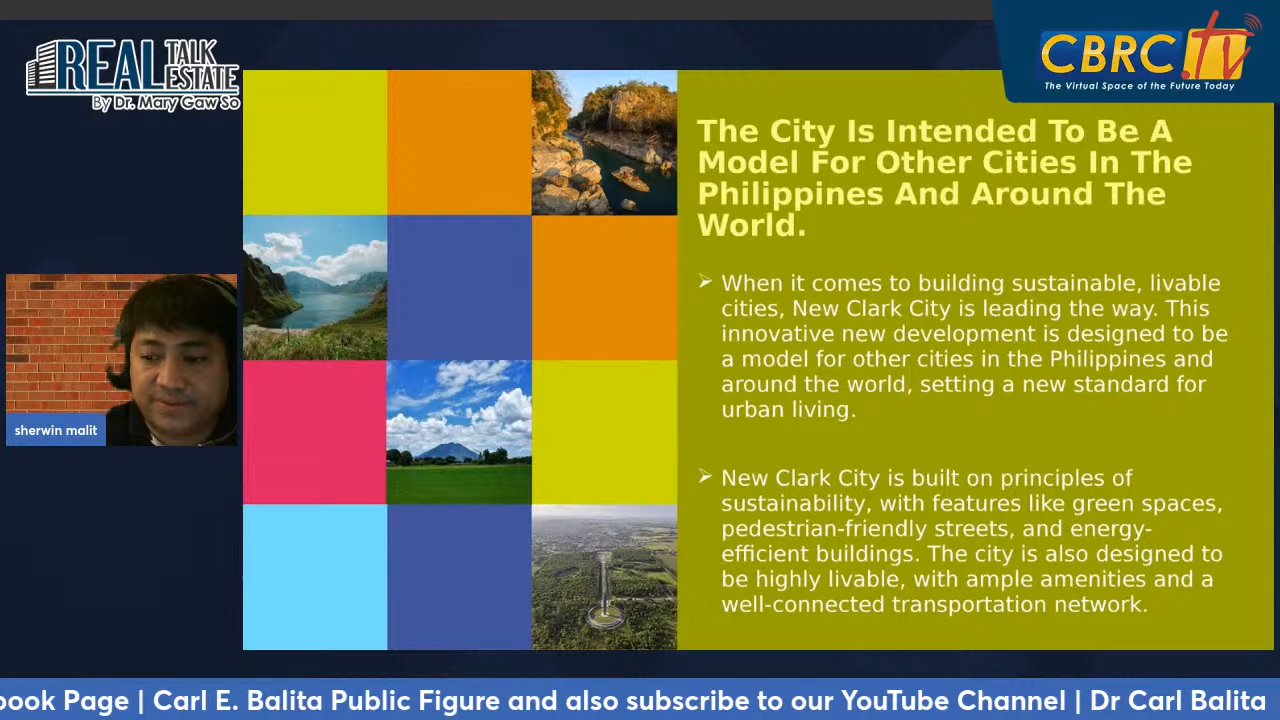 REAL TALK
ESTATE
By Dr. Mary Gaw So
CBRC.tv
The Virtual Space of the Future Today
The City Is Intended To Be A
Model For Other Cities In The
Philippines And Around The
World.
➢ When it comes to building sustainable, livable
cities, New Clark City is leading the way. This
innovative new development is designed to be
a model for other cities in the Philippines and
around the world, setting a new standard for
urban living.
➢ New Clark City is built on principles of
sustainability, with features like green spaces,
pedestrian-friendly streets, and energy-
efficient buildings. The city is also designed to
be highly livable, with ample amenities and a
well-connected transportation network.
sherwin malit
book Page | Carl E. Balita Public Figure and also subscribe to our YouTube Channel | Dr Carl Balita